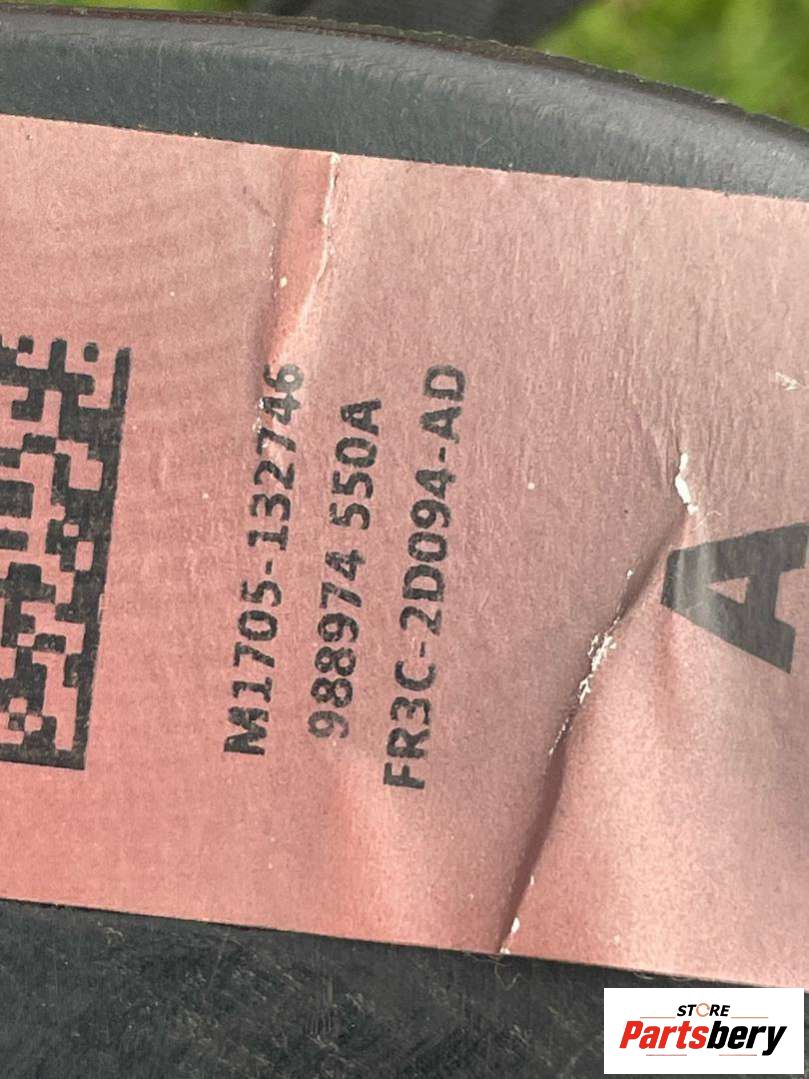 M1705-132746
988974 550A
FR3C-2D094-AD
A
STORE
Partsbery